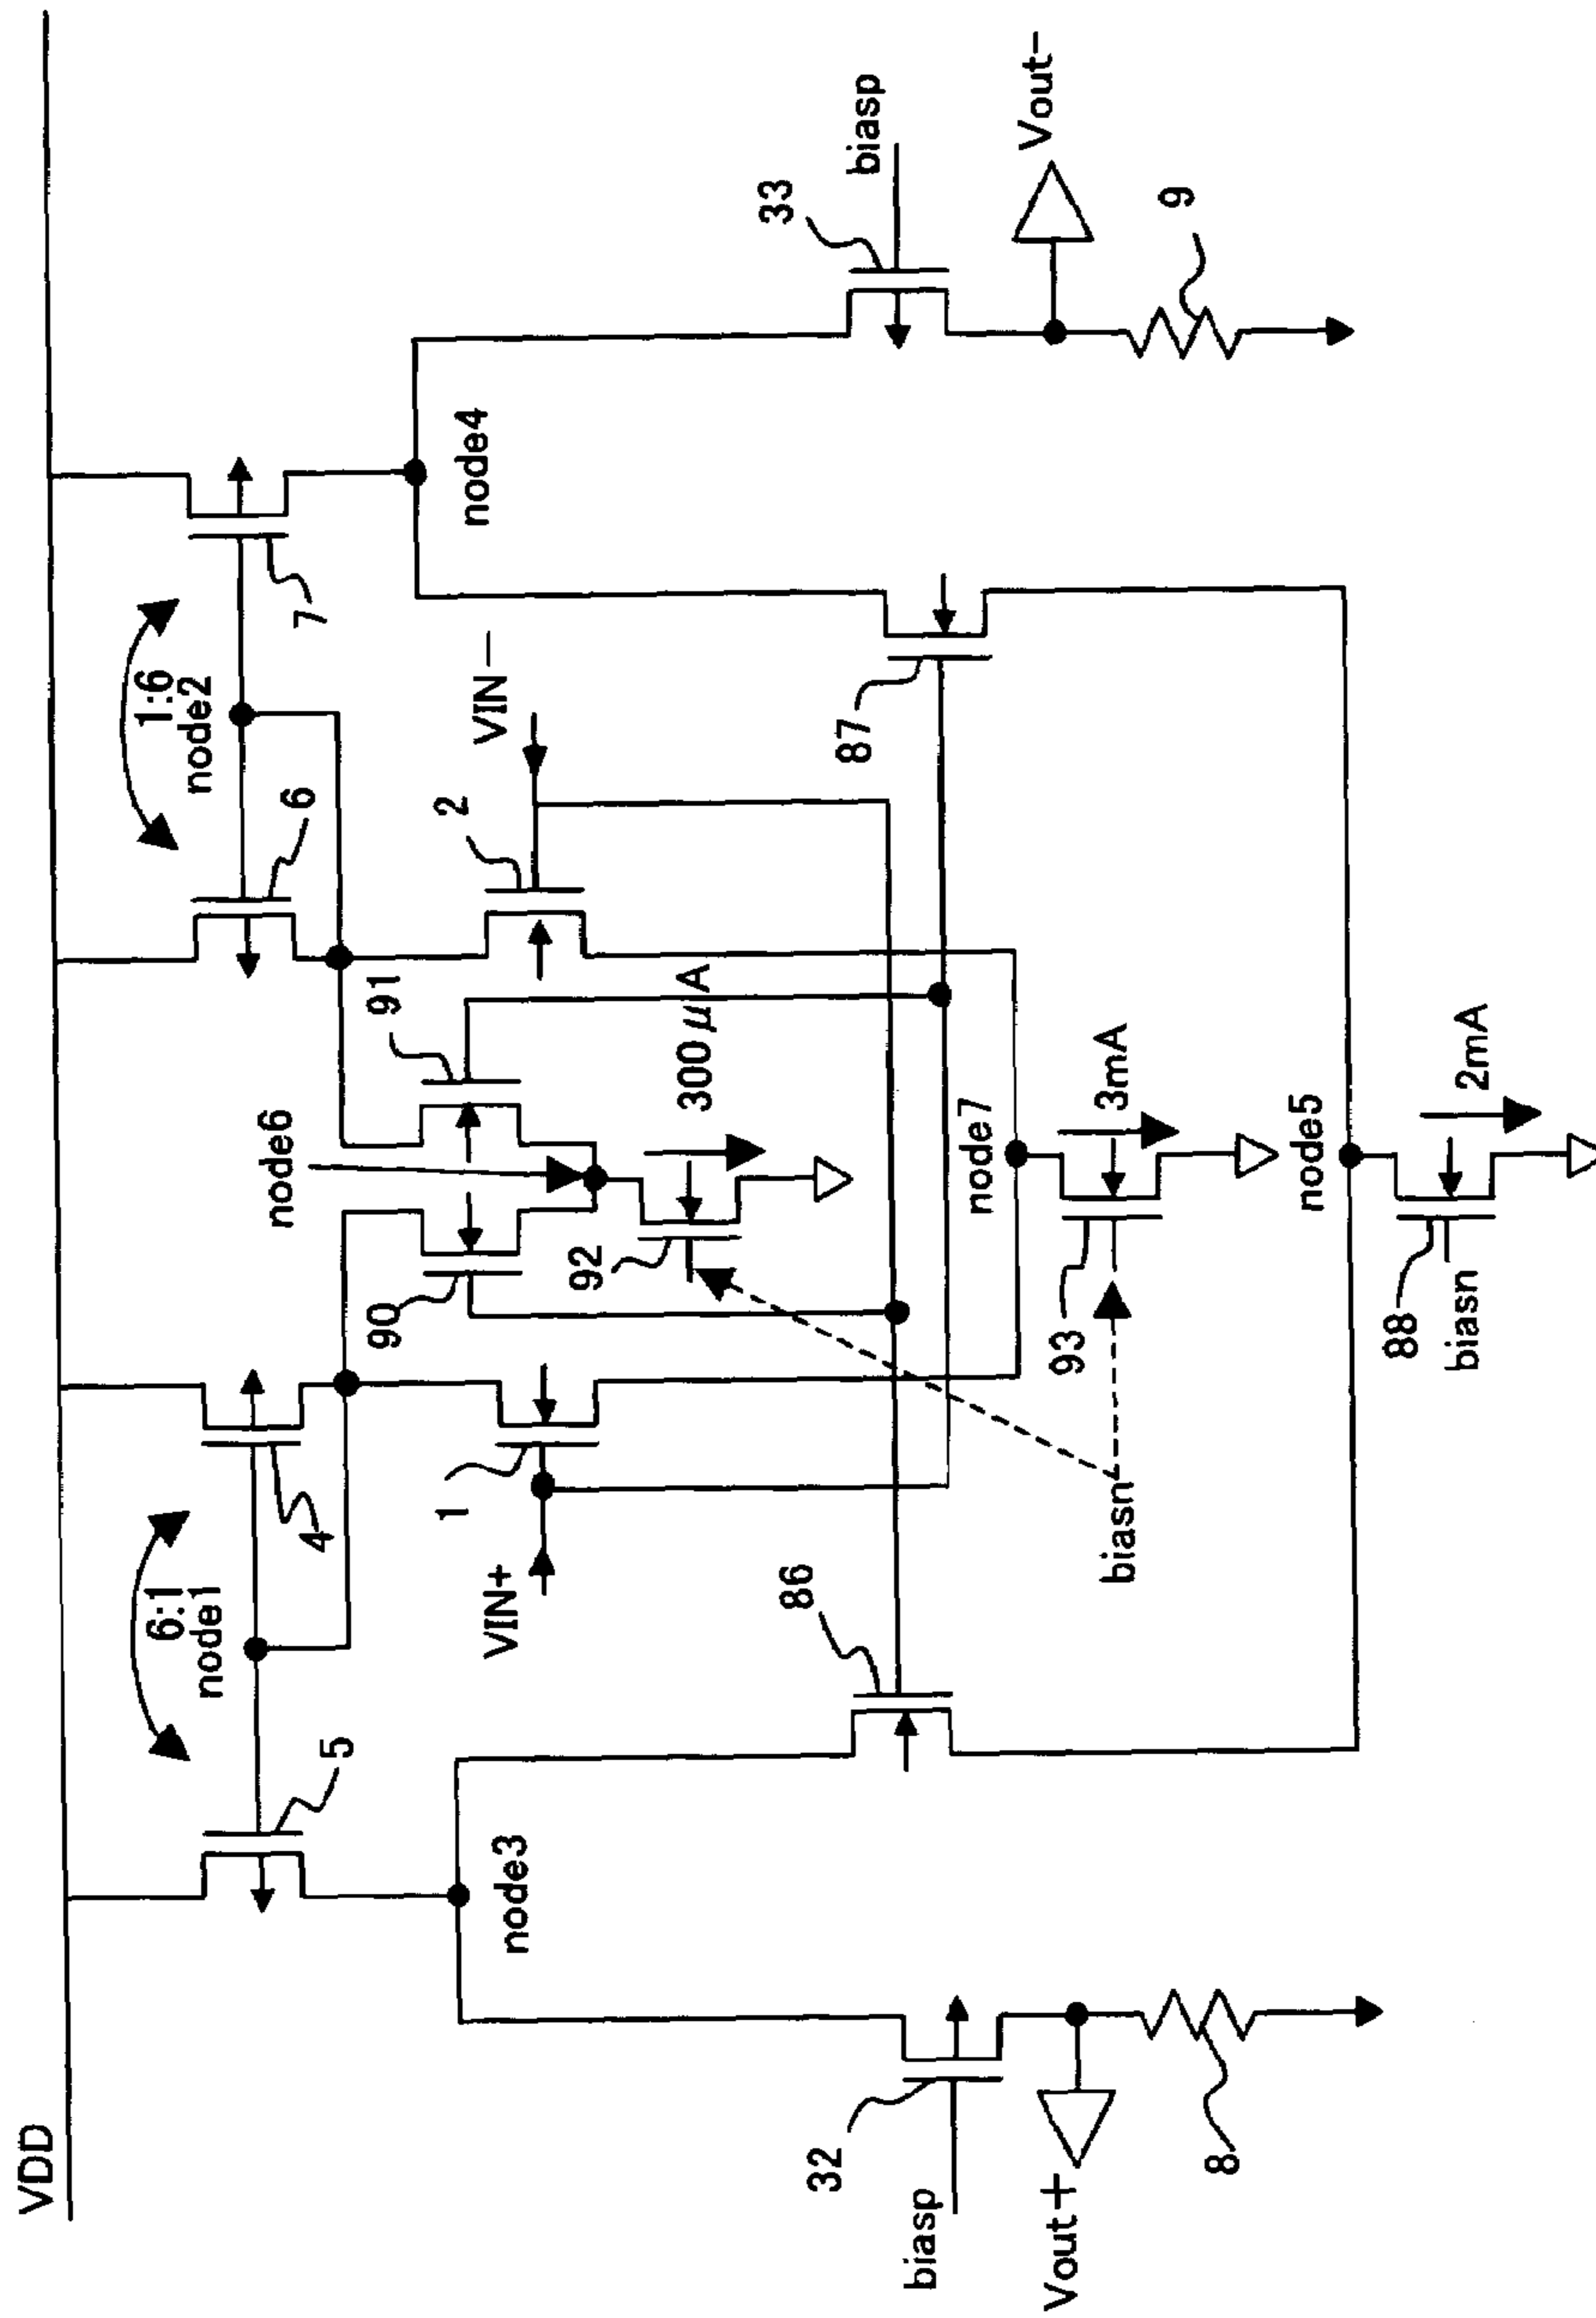 VDD
6:1
node1
1:6
node2
5
4
6
7
node3
VIN+
1
90
node6
91
2
VIN−
node4
92
300μA
86
87
32
biasp
33
biasp
Vout+
8
biasn
93
node7
3mA
Vout−
9
88
biasn
node5
2mA